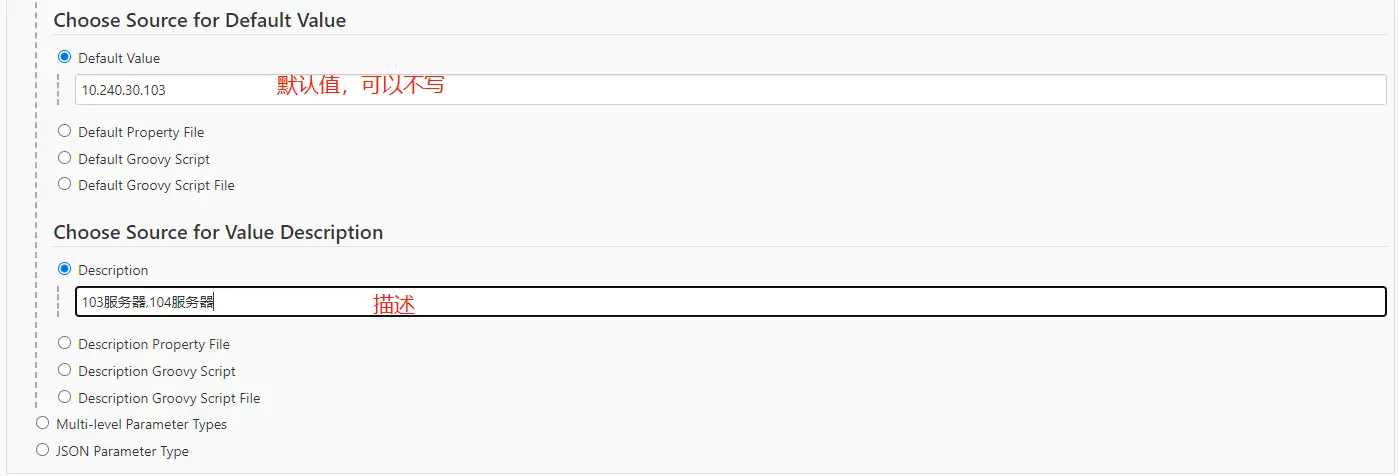 Choose Source for Default Value
Default Value
10.240.30.103 默认值，可以不写
Default Property File
Default Groovy Script
Default Groovy Script File
Choose Source for Value Description
Description
103服务器,104服务器 描述
Description Property File
Description Groovy Script
Description Groovy Script File
Multi-level Parameter Types
JSON Parameter Type